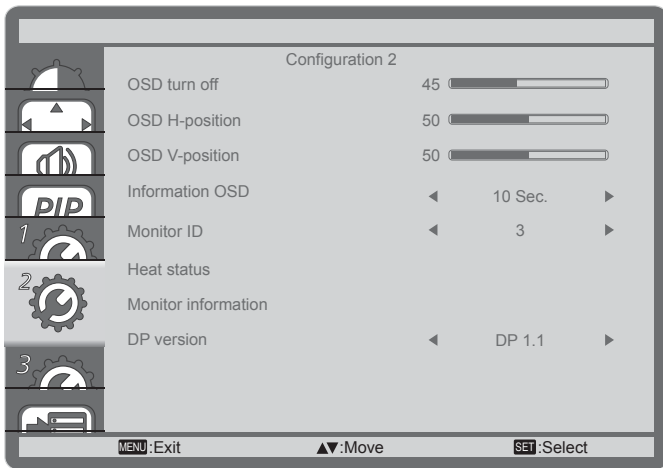 Configuration 2
OSD turn off 45
OSD H-position 50
OSD V-position 50
Information OSD 10 Sec.
PIP
1
Monitor ID 3
Heat status
2
Monitor information
DP version DP 1.1
3
MENU :Exit ▲▼:Move SET :Select